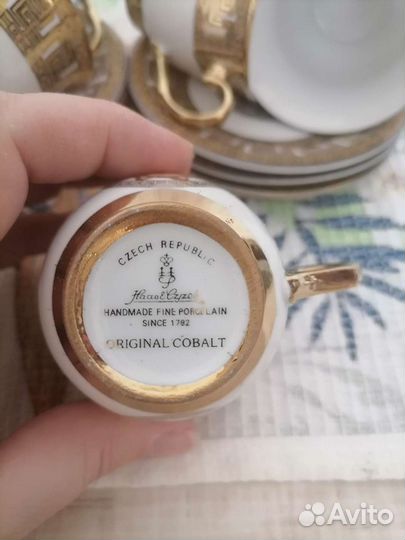 CZECH REPUBLIC
Haas&Czjzek
HANDMADE FINE PORCELAIN
SINCE 1792
ORIGINAL COBALT
Avito